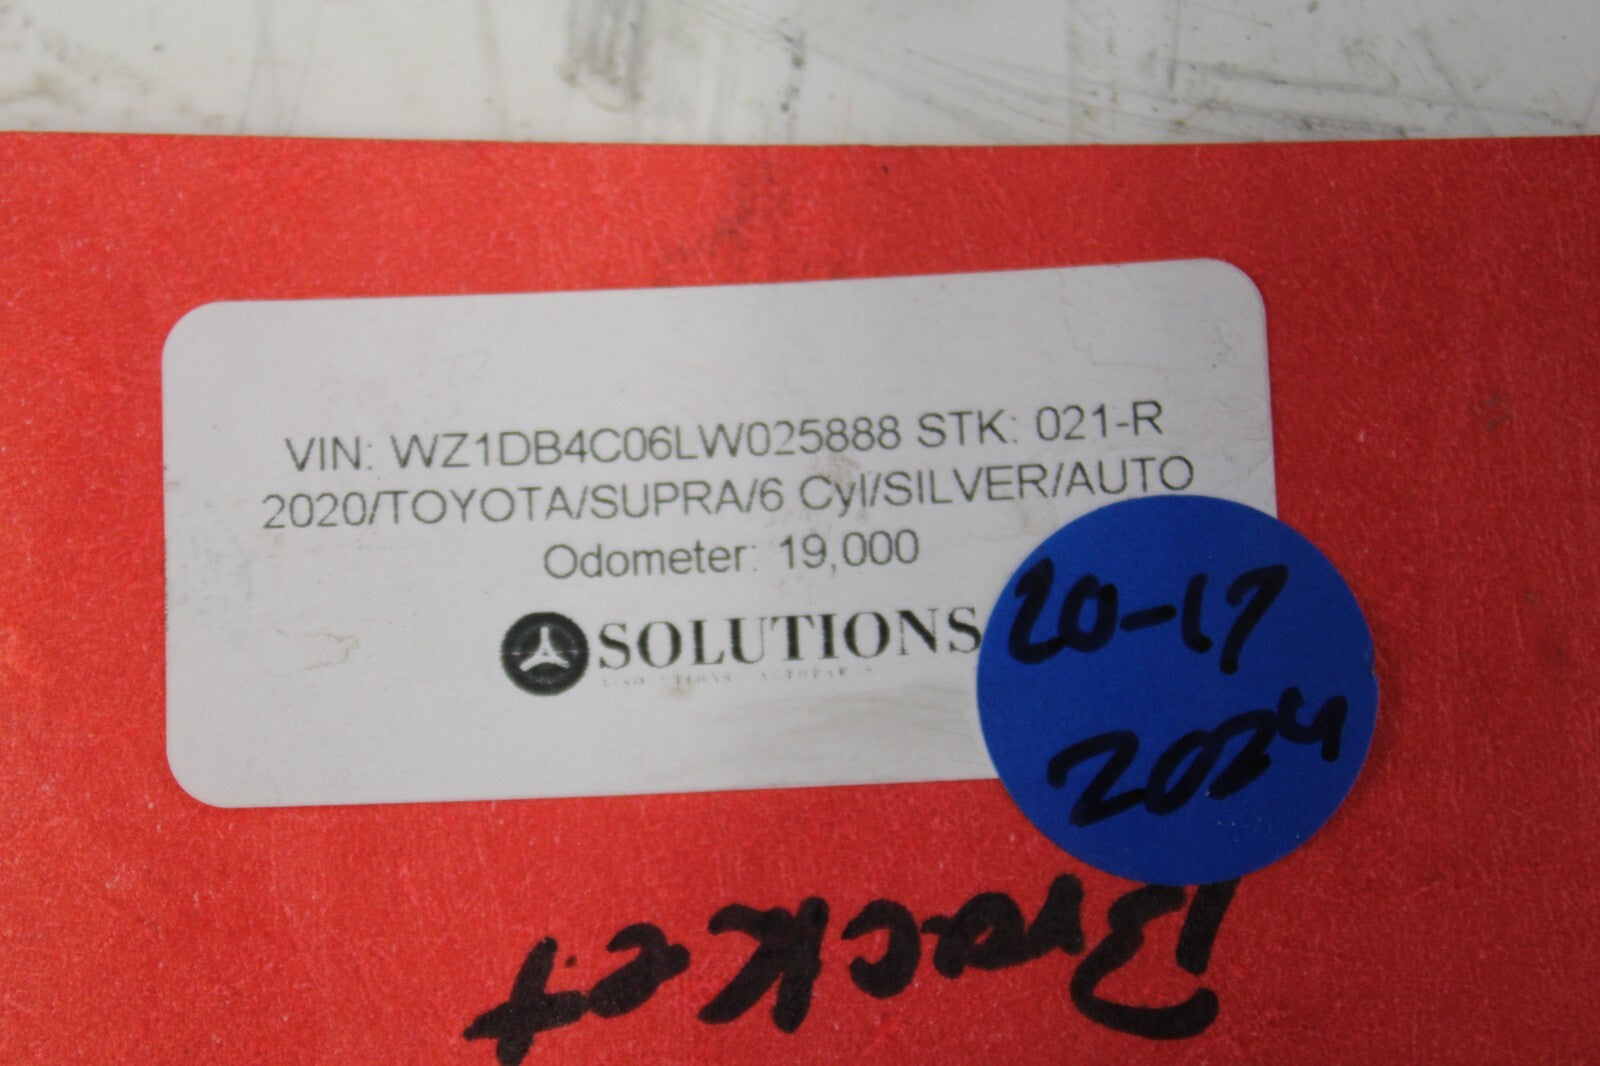 VIN: WZ1DB4C06LW025888 STK: 021-R
2020/TOYOTA/SUPRA/6 Cyl/SILVER/AUTO
Odometer: 19,000
SOLUTIONS
20-17
2024
Bracket